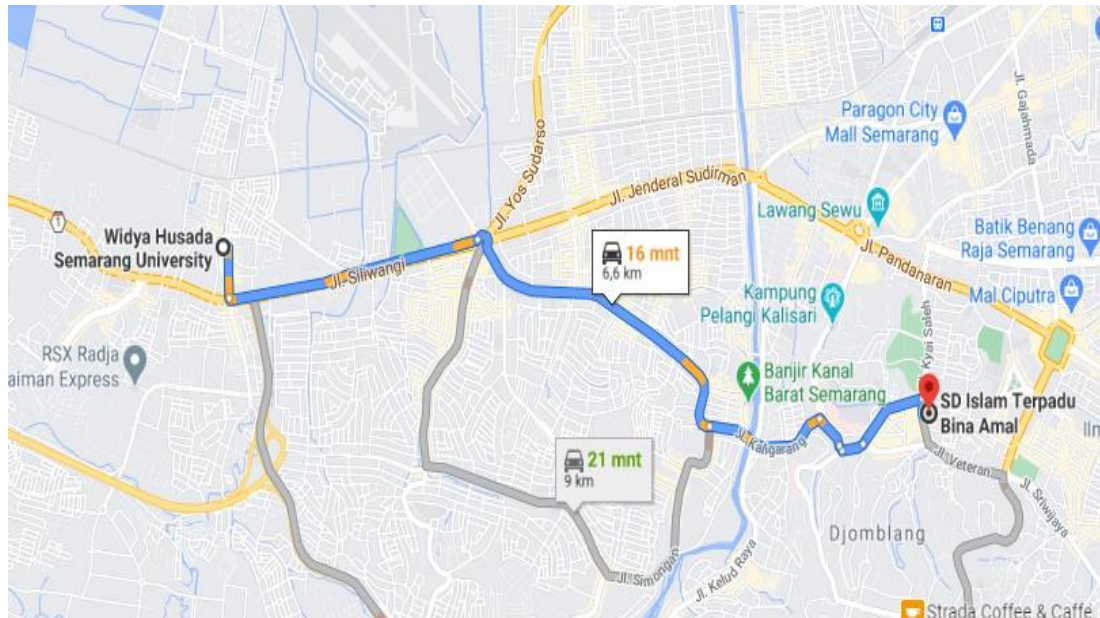 Jl. Yos Sudarso
Jl. Gajahmada
Paragon City
Mall Semarang
Jl. Jenderal Sudirman
Lawang Sewu
1
Widya Husada
Semarang University
Batik Benang
Raja Semarang
Jl. Pandanaran
16 mnt
6,6 km
Jl. Siliwangi
Kampung
Pelangi Kalisari
Mal Ciputra
Kyai Saleh
RSX Radja
aiman Express
Banjir Kanal
Barat Semarang
SD Islam Terpadu
Bina Amal
Ilm
21 mnt
9 km
Jl. Veteran
Jl. Sriwijaya
Djomblang
Jl. Simongan
Jl. Kelud Raya
Strada Coffee & Caffe